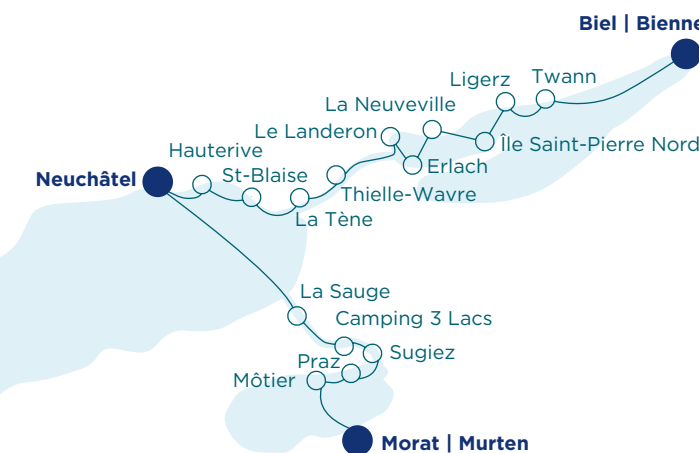 Biel | Bienne
Ligerz
Twann
La Neuveville
Le Landeron
Île Saint-Pierre Nord
Hauterive
Erlach
St-Blaise
Neuchâtel
Thielle-Wavre
La Tène
La Sauge
Camping 3 Lacs
Sugiez
Praz
Môtier
Morat | Murten